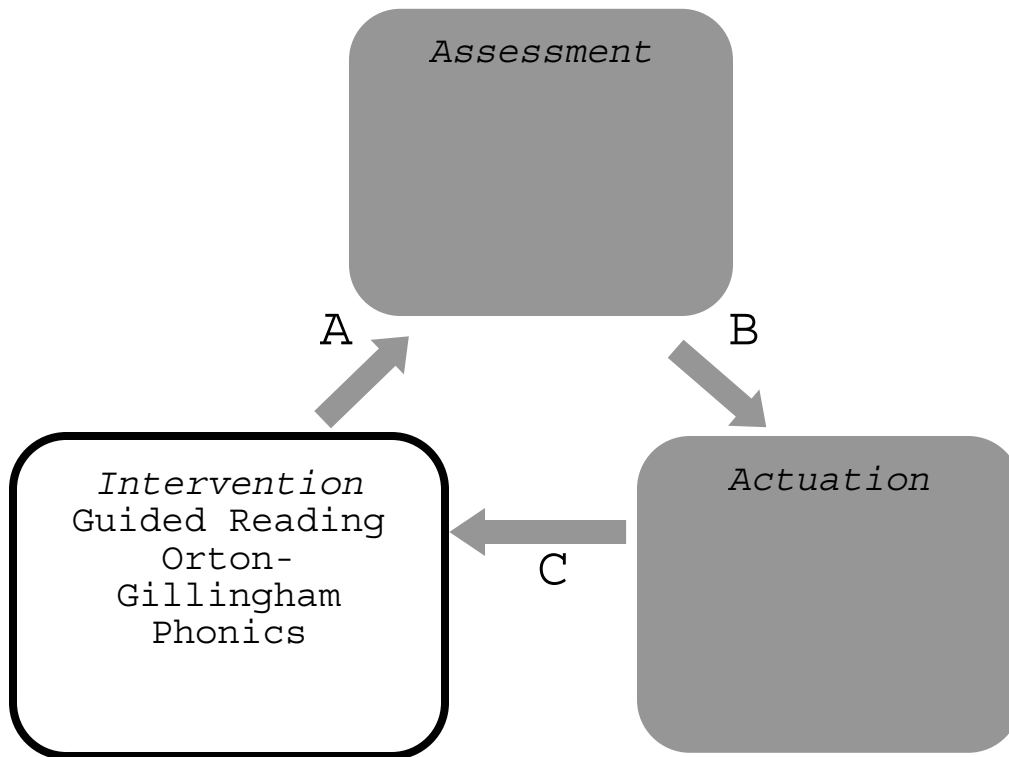 Assessment
A
B
Intervention
Guided Reading
Orton-
Gillingham
Phonics
Actuation
C